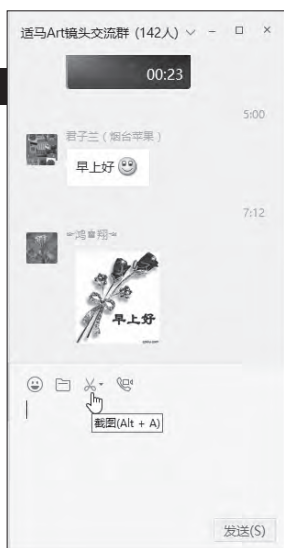 适马Art镜头交流群 (142人)
00:23
5:00
君子兰（烟台苹果）
早上好
7:12
早上好
截图(Alt + A)
发送(S)